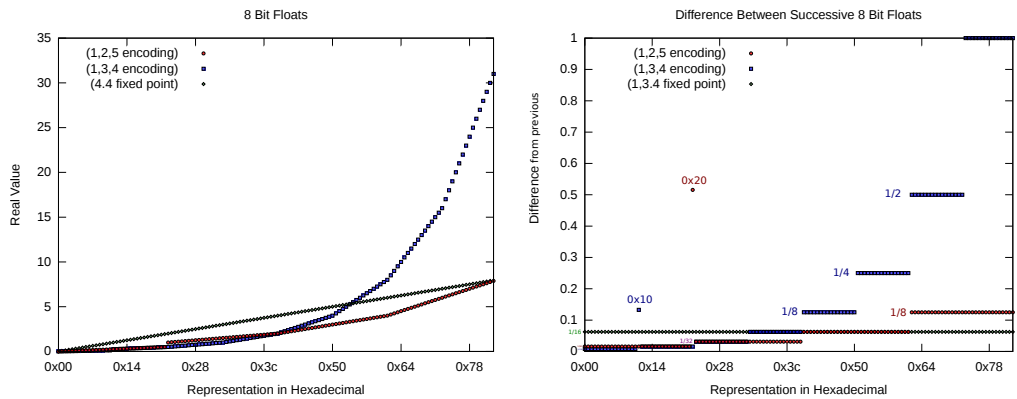 8 Bit Floats
35
30
25
20
15
10
5
0
Real Value
(1,2,5 encoding)
(1,3,4 encoding)
(4.4 fixed point)
0x00 0x14 0x28 0x3c 0x50 0x64 0x78
Representation in Hexadecimal
Difference Between Successive 8 Bit Floats
1
0.9
0.8
0.7
0.6
0.5
0.4
0.3
0.2
0.1
0
Difference from previous
(1,2,5 encoding)
(1,3,4 encoding)
(1,3.4 fixed point)
0x20
1/2
1/4
0x10
1/8
1/8
1/16
1/32
0x00 0x14 0x28 0x3c 0x50 0x64 0x78
Representation in Hexadecimal